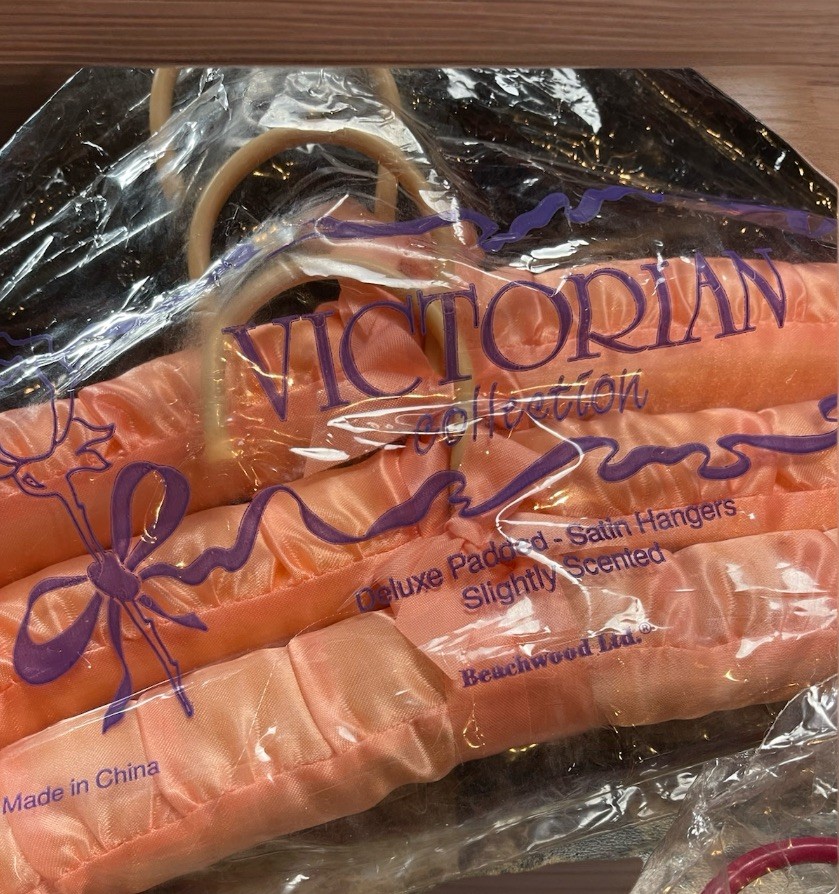 VICTORIAN
collection
Deluxe Padded - Satin Hangers
Slightly Scented
Beachwood Ltd.®
Made in China